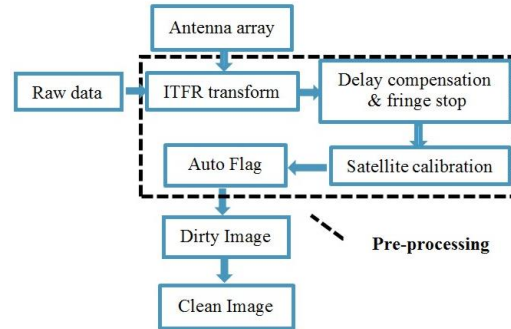 Antenna array
Raw data
ITFR transform
Delay compensation
& fringe stop
Auto Flag
Satellite calibration
Dirty Image
Pre-processing
Clean Image